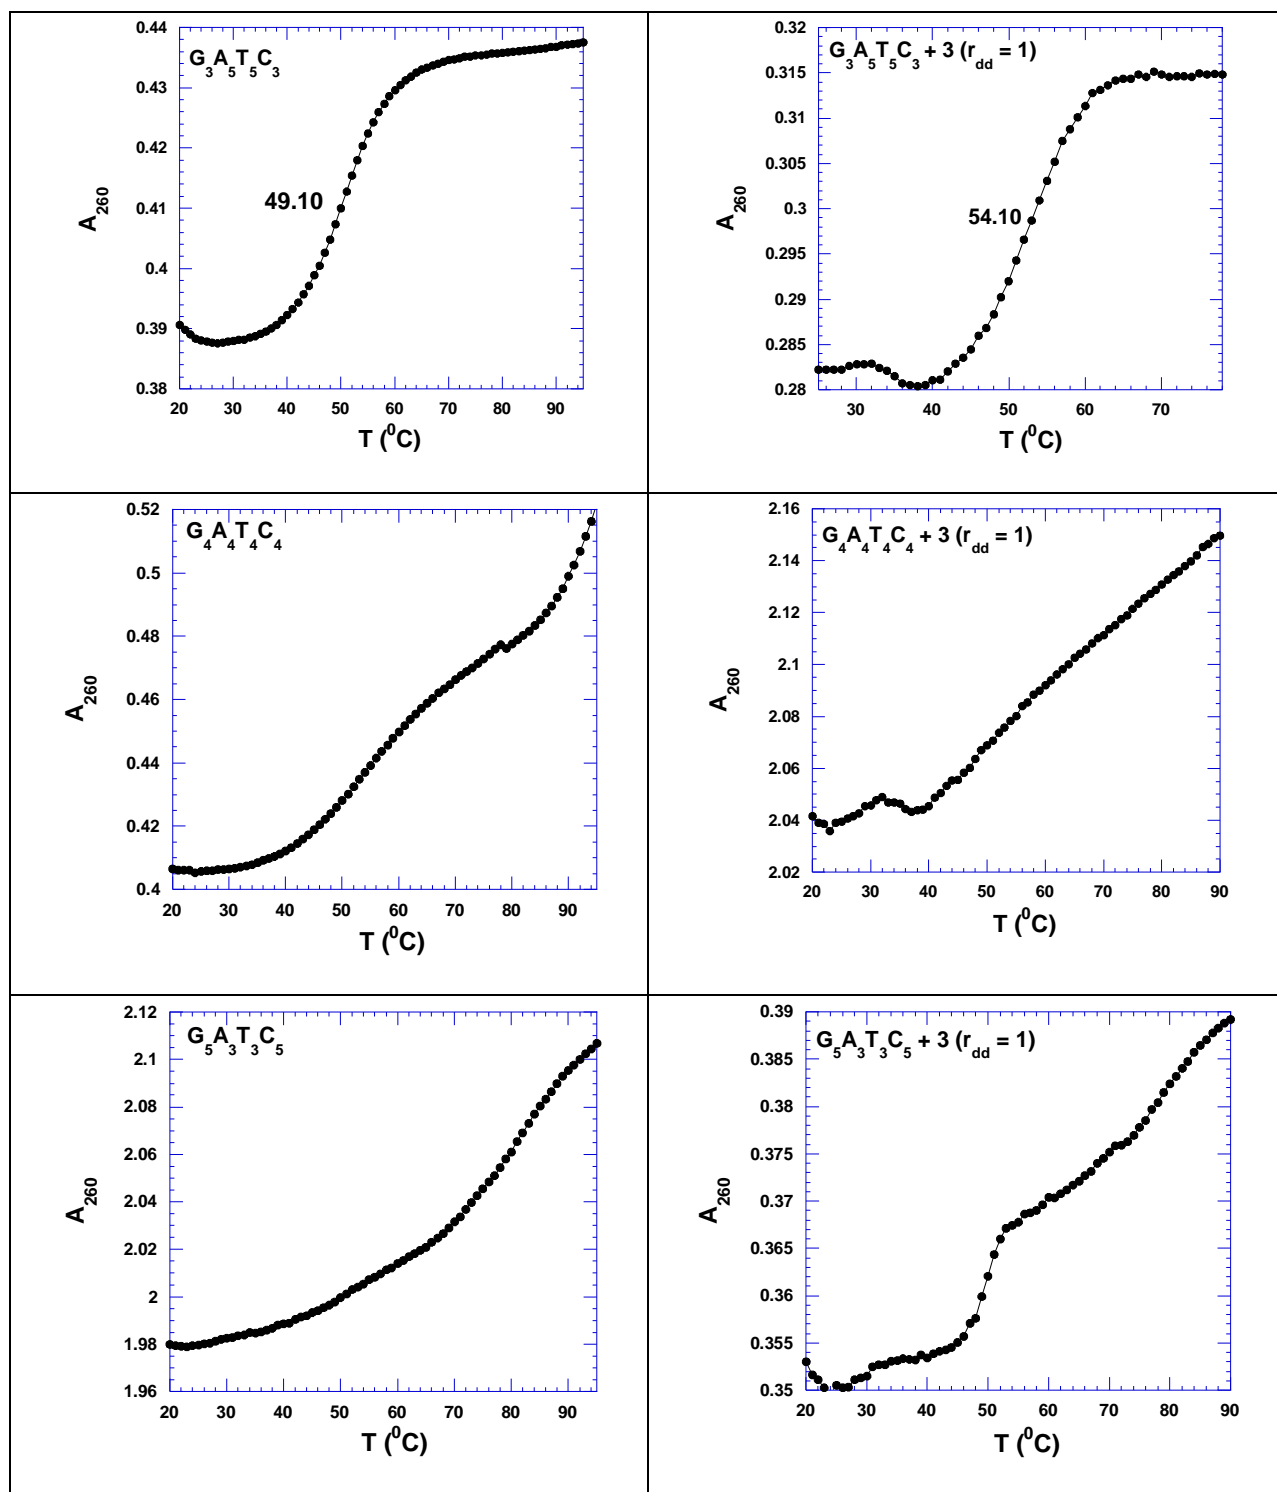 G3A5T5C3
0.44
0.43
0.42
0.41
0.4
0.39
0.38
49.10
A260
20 30 40 50 60 70 80 90
T (0C)
G3A5T5C3 + 3 (rdd = 1)
0.32
0.315
0.31
0.305
0.3
0.295
0.29
0.285
0.28
54.10
A260
30 40 50 60 70
T (0C)
G4A4T4C4
0.52
0.5
0.48
0.46
0.44
0.42
0.4
A260
20 30 40 50 60 70 80 90
T (0C)
G4A4T4C4 + 3 (rdd = 1)
2.16
2.14
2.12
2.1
2.08
2.06
2.04
2.02
A260
20 30 40 50 60 70 80 90
T (0C)
G5A3T3C5
2.12
2.1
2.08
2.06
2.04
2.02
2
1.98
1.96
A260
20 30 40 50 60 70 80 90
T (0C)
G5A3T3C5 + 3 (rdd = 1)
0.39
0.385
0.38
0.375
0.37
0.365
0.36
0.355
0.35
A260
20 30 40 50 60 70 80 90
T (0C)